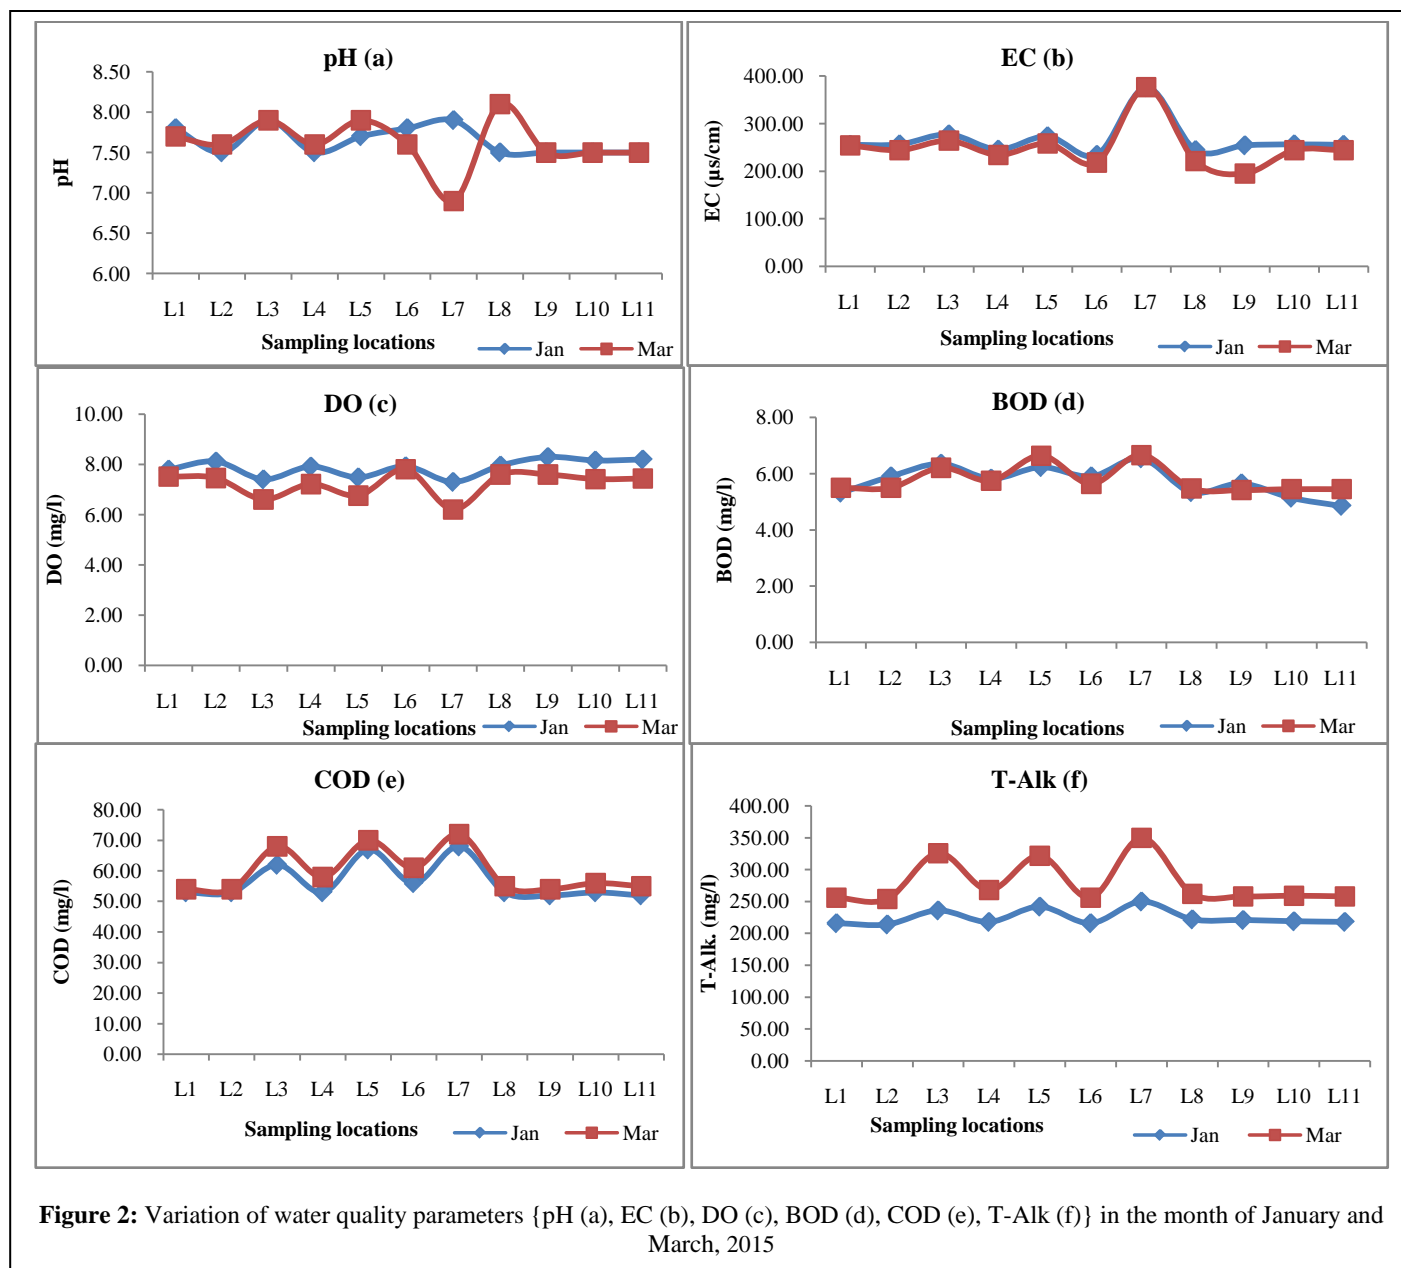 pH (a)
8.50
8.00
7.50
7.00
6.50
6.00
pH
L1 L2 L3 L4 L5 L6 L7 L8 L9 L10 L11
Sampling locations
Jan Mar
EC (b)
400.00
300.00
200.00
100.00
0.00
EC (µs/cm)
L1 L2 L3 L4 L5 L6 L7 L8 L9 L10 L11
Sampling locations
Jan Mar
DO (c)
10.00
8.00
6.00
4.00
2.00
0.00
DO (mg/l)
L1 L2 L3 L4 L5 L6 L7 L8 L9 L10 L11
Sampling locations Jan Mar
BOD (d)
8.00
6.00
4.00
2.00
0.00
BOD (mg/l)
L1 L2 L3 L4 L5 L6 L7 L8 L9 L10 L11
Sampling locations Jan Mar
COD (e)
80.00
70.00
60.00
50.00
40.00
30.00
20.00
10.00
0.00
COD (mg/l)
L1 L2 L3 L4 L5 L6 L7 L8 L9 L10 L11
Sampling locations Jan Mar
T-Alk (f)
400.00
350.00
300.00
250.00
200.00
150.00
100.00
50.00
0.00
T-Alk. (mg/l)
L1 L2 L3 L4 L5 L6 L7 L8 L9 L10 L11
Sampling locations
Jan Mar
Figure 2: Variation of water quality parameters {pH (a), EC (b), DO (c), BOD (d), COD (e), T-Alk (f)} in the month of January and
March, 2015